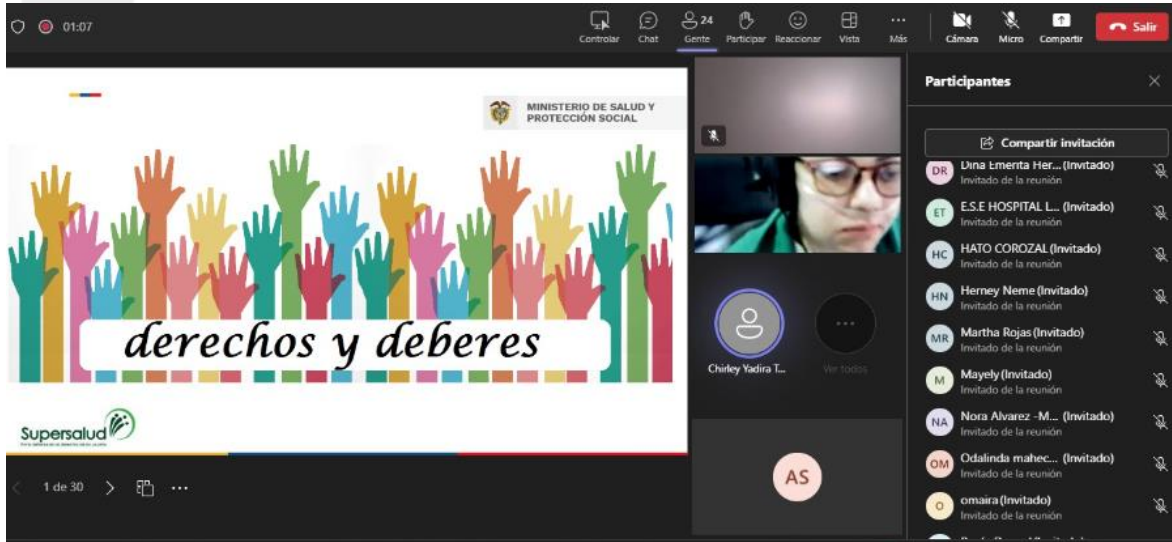 01:07
Controlar
Chat
24
Gente
Participar
Reaccionar
Vista
Más
Cámara
Micro
Compartir
Salir
MINISTERIO DE SALUD Y
PROTECCIÓN SOCIAL
derechos y deberes
Supersalud
1 de 30
Chirley Yadira T...
Ver todos
AS
Participantes
Compartir invitación
DR
Dina Emerita Her... (Invitado)
Invitado de la reunión
ET
E.S.E HOSPITAL L... (Invitado)
Invitado de la reunión
HC
HATO COROZAL (Invitado)
Invitado de la reunión
HN
Herney Neme (Invitado)
Invitado de la reunión
MR
Martha Rojas (Invitado)
Invitado de la reunión
M
Mayely (Invitado)
Invitado de la reunión
NA
Nora Alvarez -M... (Invitado)
Invitado de la reunión
OM
Odalinda mahec... (Invitado)
Invitado de la reunión
O
omaira (Invitado)
Invitado de la reunión